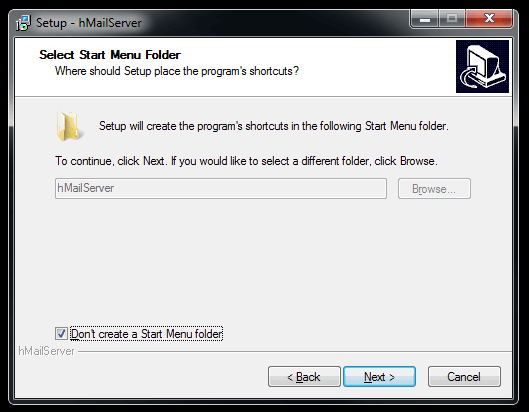 Setup - hMailServer
Select Start Menu Folder
Where should Setup place the program's shortcuts?
Setup will create the program's shortcuts in the following Start Menu folder.
To continue, click Next. If you would like to select a different folder, click Browse.
hMailServer
Browse...
Don't create a Start Menu folder
hMailServer
< Back
Next >
Cancel